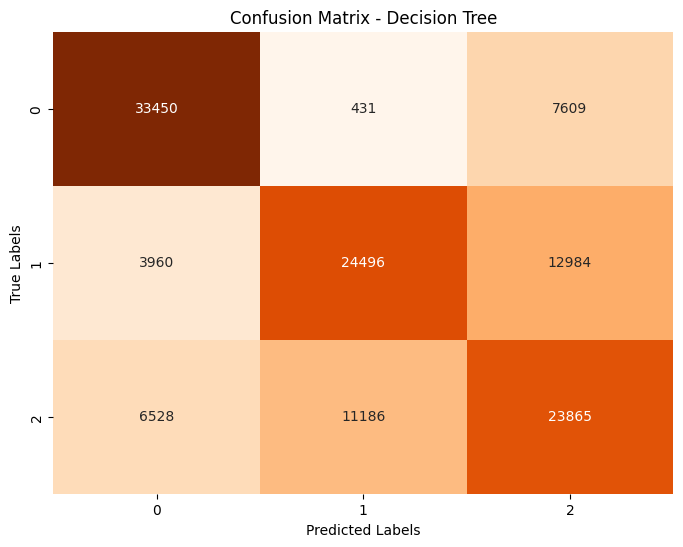 Confusion Matrix - Decision Tree
True Labels
0
33450 431 7609
1
3960 24496 12984
2
6528 11186 23865
0 1 2
Predicted Labels